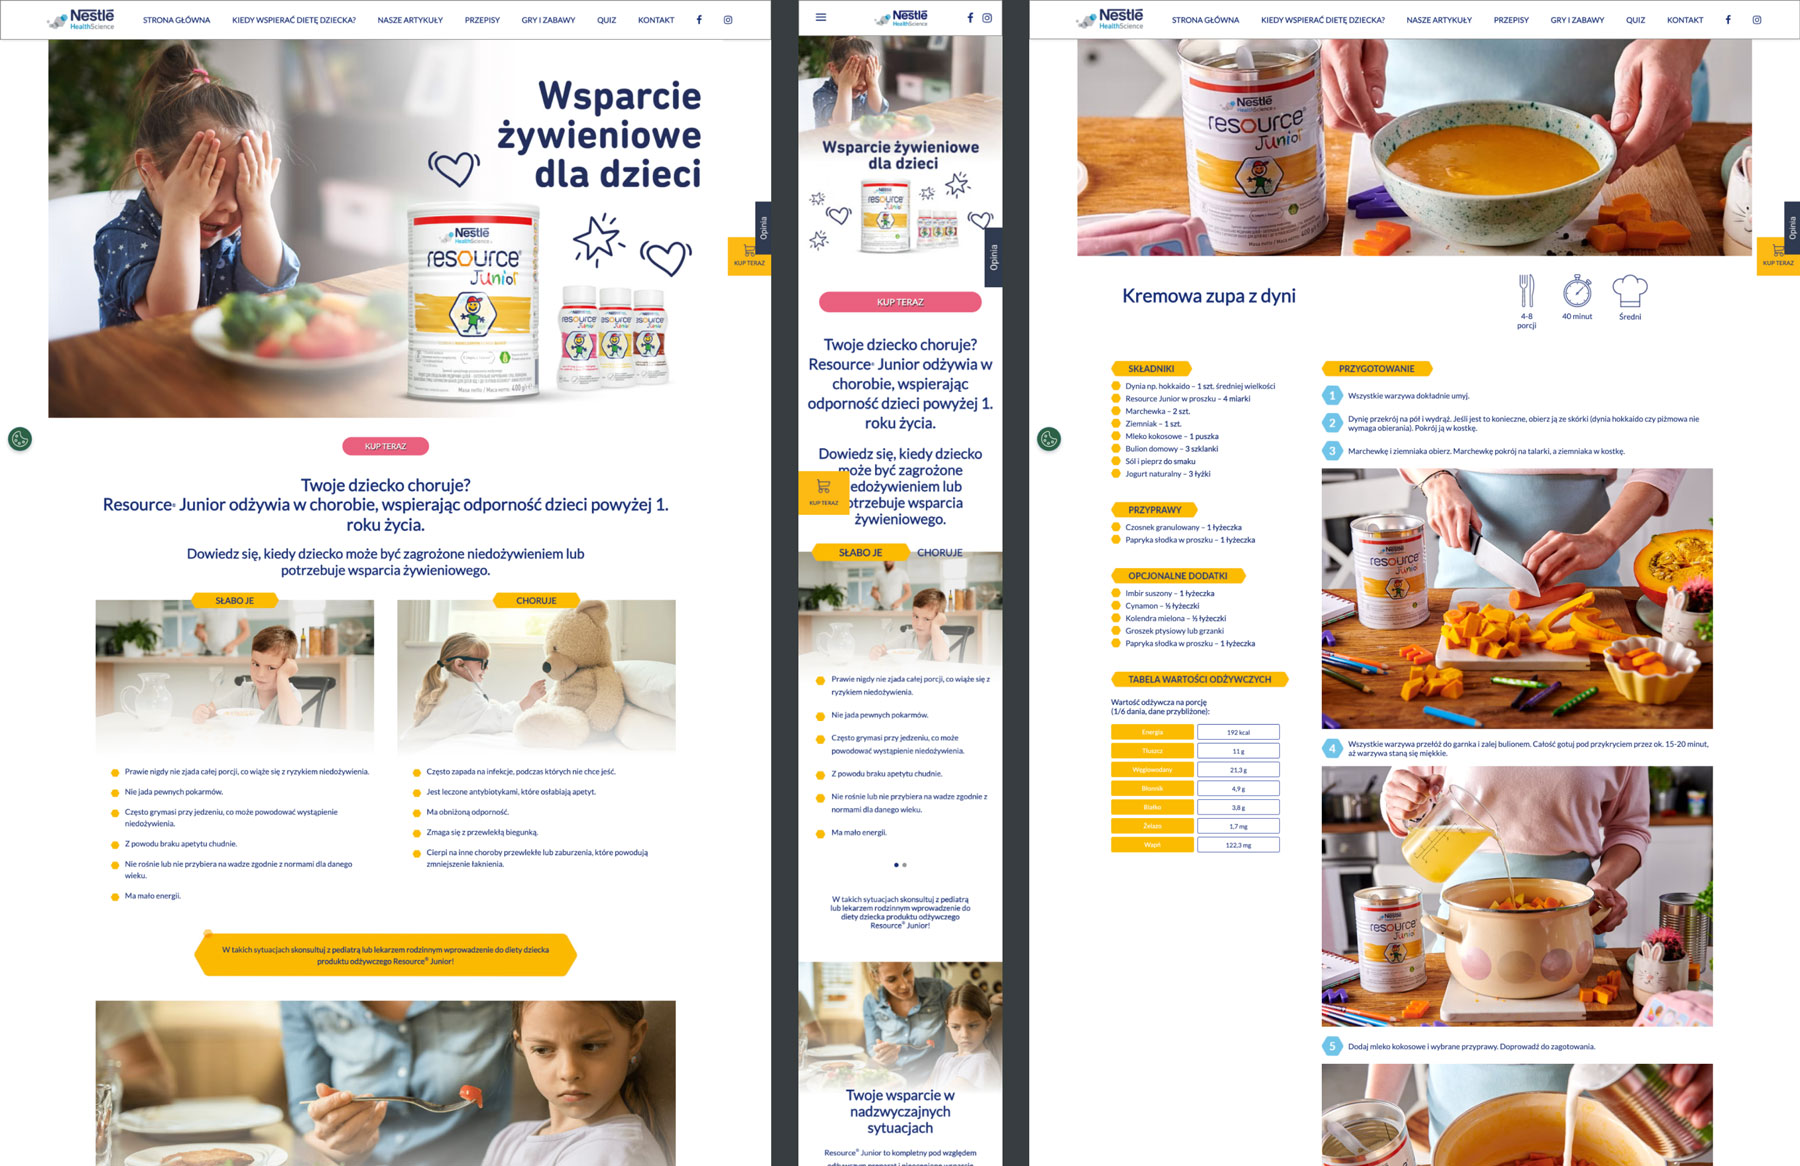 Nestlé
HealthScience
STRONA GŁÓWNA
KIEDY WSPIERAĆ DIETĘ DZIECKA?
NASZE ARTYKUŁY
PRZEPISY
GRY I ZABAWY
QUIZ
KONTAKT
Wsparcie
żywieniowe
dla dzieci
Nestlé
HealthScience
resource
Junior
Opinia
KUP TERAZ
KUP TERAZ
Twoje dziecko choruje?
Resource® Junior odżywia w chorobie, wspierając odporność dzieci powyżej 1.
roku życia.
Dowiedz się, kiedy dziecko może być zagrożone niedożywieniem lub
potrzebuje wsparcia żywieniowego.
SŁABO JE
Prawie nigdy nie zjada całej porcji, co wiąże się z ryzykiem niedożywienia.
Nie jada pewnych pokarmów.
Często grymasi przy jedzeniu, co może powodować wystąpienie
niedożywienia.
Z powodu braku apetytu chudnie.
Nie rośnie lub nie przybiera na wadze zgodnie z normami dla danego
wieku.
Ma mało energii.
CHORUJE
Często zapada na infekcje, podczas których nie chce jeść.
Jest leczone antybiotykami, które osłabiają apetyt.
Ma obniżoną odporność.
Zmaga się z przewlekłą biegunką.
Cierpi na inne choroby przewlekłe lub zaburzenia, które powodują
zmniejszenie łaknienia.
W takich sytuacjach skonsultuj z pediatrą lub lekarzem rodzinnym wprowadzenie do diety dziecka
produktu odżywczego Resource® Junior!
Nestlé
HealthScience
Wsparcie żywieniowe
dla dzieci
resource
Junior
Opinia
KUP TERAZ
Twoje dziecko choruje?
Resource® Junior odżywia w
chorobie, wspierając
odporność dzieci powyżej 1.
roku życia.
Dowiedz się, kiedy dziecko
może być zagrożone
edożywieniem lub
otrzebuje wsparcia
żywieniowego.
KUP TERAZ
SŁABO JE
CHORUJE
Prawie nigdy nie zjada całej porcji, co wiąże się z
ryzykiem niedożywienia.
Nie jada pewnych pokarmów.
Często grymasi przy jedzeniu, co może
powodować wystąpienie niedożywienia.
Z powodu braku apetytu chudnie.
Nie rośnie lub nie przybiera na wadze zgodnie z
normami dla danego wieku.
Ma mało energii.
W takich sytuacjach skonsultuj z pediatrą
lub lekarzem rodzinnym wprowadzenie do
diety dziecka produktu odżywczego
Resource® Junior!
Twoje wsparcie w
nadzwyczajnych
sytuacjach
Resource® Junior to kompletny pod względem
Nestlé
HealthScience
STRONA GŁÓWNA
KIEDY WSPIERAĆ DIETĘ DZIECKA?
NASZE ARTYKUŁY
PRZEPISY
GRY I ZABAWY
QUIZ
KONTAKT
Nestlé
resource
Junior
Opinia
KUP TERAZ
Kremowa zupa z dyni
4-8
porcji
40 minut
Średni
SKŁADNIKI
Dynia np. hokkaido – 1 szt. średniej wielkości
Resource Junior w proszku – 4 miarki
Marchewka – 2 szt.
Ziemniak – 1 szt.
Mleko kokosowe – 1 puszka
Bulion domowy – 3 szklanki
Sól i pieprz do smaku
Jogurt naturalny – 3 łyżki
PRZYPRAWY
Czosnek granulowany – 1 łyżeczka
Papryka słodka w proszku – 1 łyżeczka
OPCJONALNE DODATKI
Imbir suszony – 1 łyżeczka
Cynamon – ½ łyżeczki
Kolendra mielona – ½ łyżeczki
Groszek ptysiowy lub grzanki
Papryka słodka w proszku – 1 łyżeczka
TABELA WARTOŚCI ODŻYWCZYCH
Wartość odżywcza na porcję
(1/6 dania, dane przybliżone):
Energia 192 kcal
Tłuszcz 11 g
Węglowodany 21,3 g
Błonnik 4,9 g
Białko 3,8 g
Żelazo 1,7 mg
Wapń 122,3 mg
PRZYGOTOWANIE
1 Wszystkie warzywa dokładnie umyj.
2 Dynię przekrój na pół i wydrąż. Jeśli jest to konieczne, obierz ją ze skórki (dynia hokkaido czy piżmowa nie
wymaga obierania). Pokrój ją w kostkę.
3 Marchewkę i ziemniaka obierz. Marchewkę pokrój na talarki, a ziemniaka w kostkę.
resource
Junior
4 Wszystkie warzywa przełóż do garnka i zalej bulionem. Całość gotuj pod przykryciem przez ok. 15-20 minut,
aż warzywa staną się miękkie.
resource
Junior
5 Dodaj mleko kokosowe i wybrane przyprawy. Doprowadź do zagotowania.